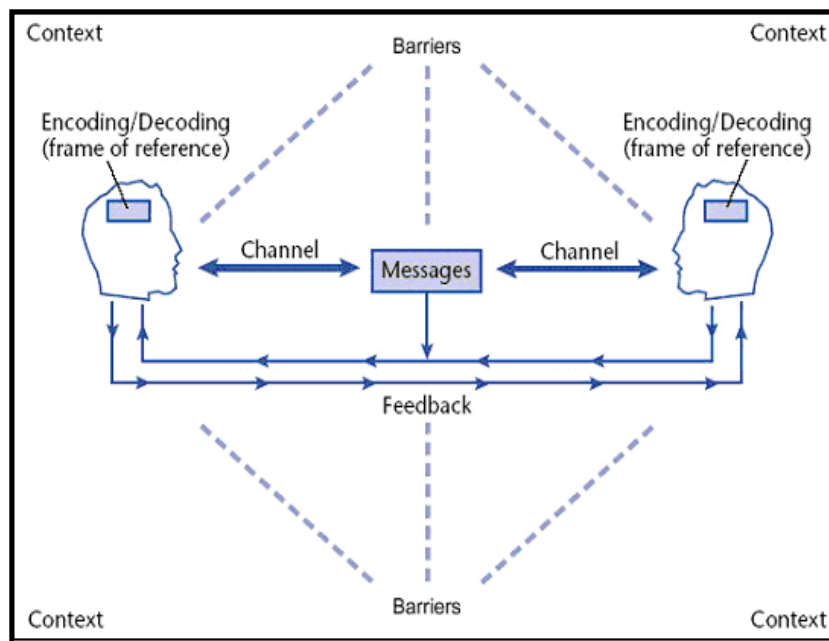 Context
Context
Barriers
Encoding/Decoding
(frame of reference)
Encoding/Decoding
(frame of reference)
Channel
Messages
Channel
Feedback
Barriers
Context
Context